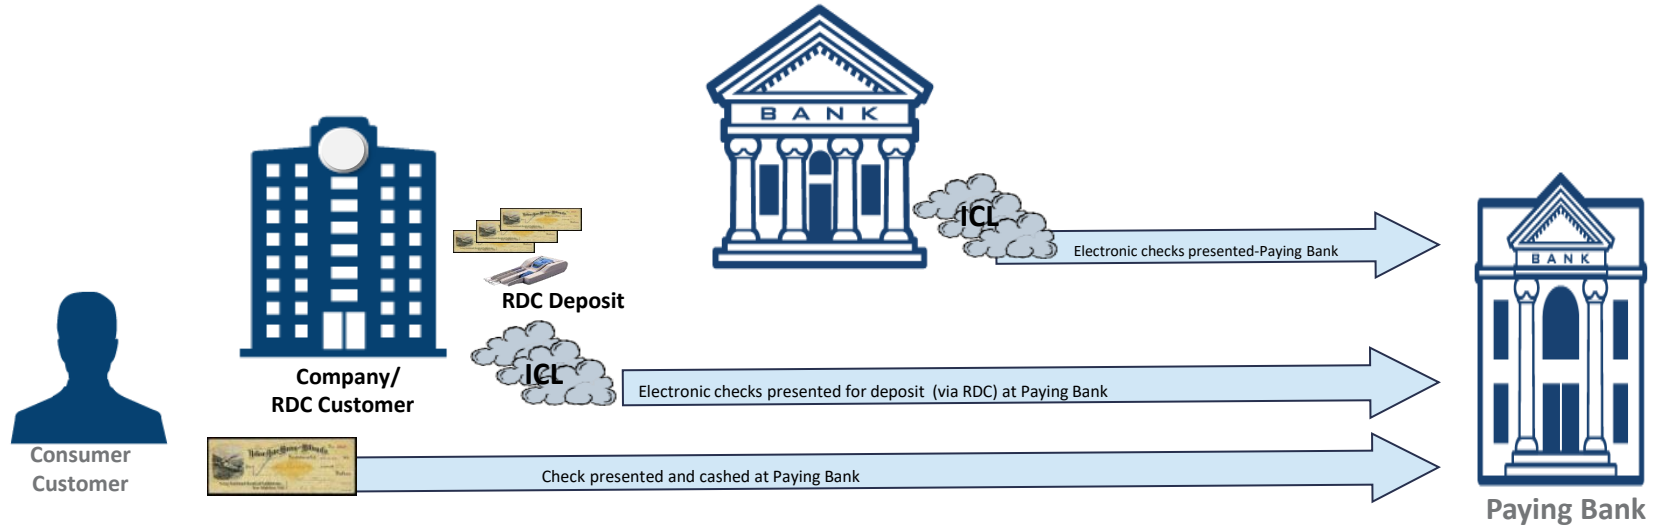 BANK
ICL
Electronic checks presented-Paying Bank
BANK
RDC Deposit
Company/
RDC Customer
ICL
Electronic checks presented for deposit  (via RDC) at Paying Bank
Consumer
Customer
Check presented and cashed at Paying Bank
Paying Bank